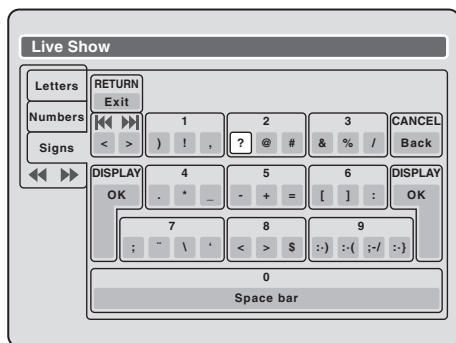 Live Show
Letters
Numbers
Signs
RETURN
Exit
< >
1
) ! ,
2
? @ #
3
& % /
CANCEL
Back
DISPLAY
OK
4
. * _
5
- + =
6
[ ] :
DISPLAY
OK
7
; ¨ \ ‘
8
< > $
9
:-) :-( ;-/ :-}
0
Space bar